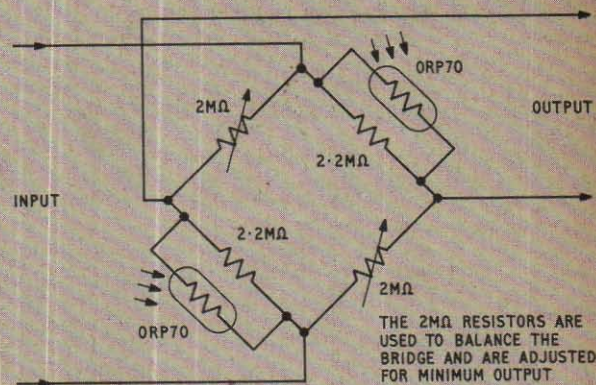 ORP70
2MΩ
OUTPUT
2·2MΩ
INPUT
2·2MΩ
2MΩ
ORP70
THE 2MΩ RESISTORS ARE
USED TO BALANCE THE
BRIDGE AND ARE ADJUSTED
FOR MINIMUM OUTPUT